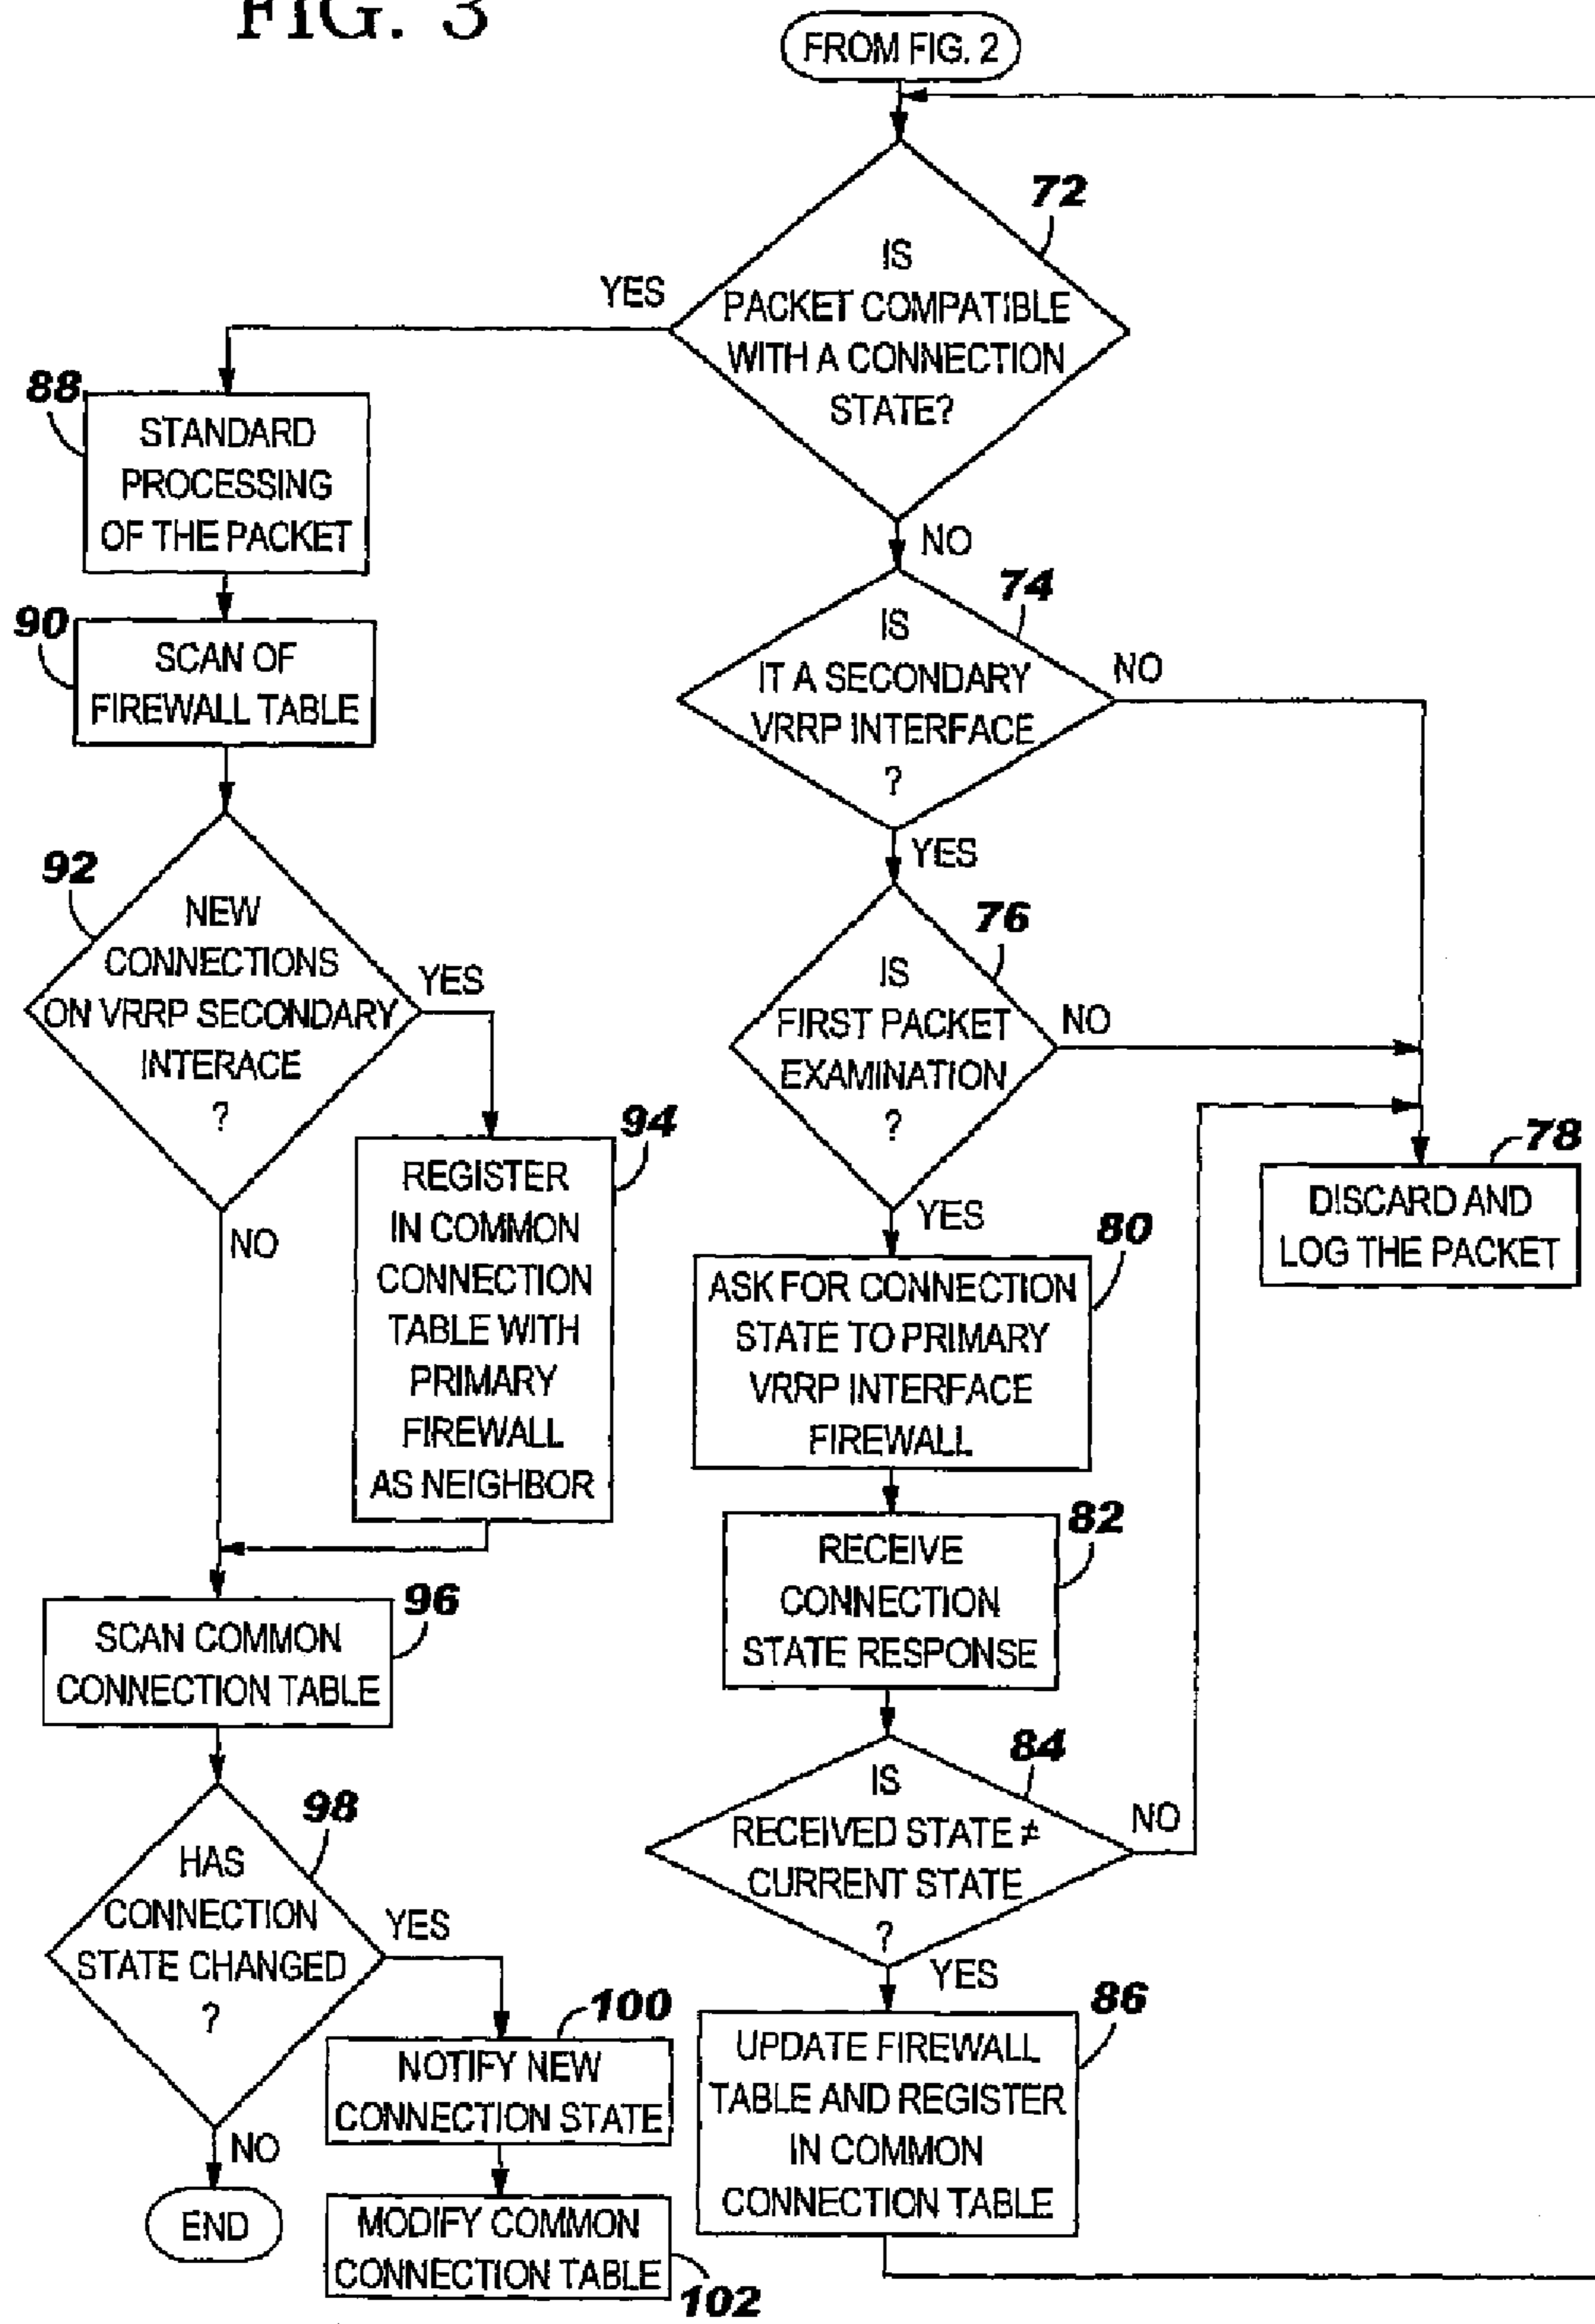 FIG. 3
FROM FIG. 2
72
IS
PACKET COMPATIBLE
WITH A CONNECTION
STATE?
YES
NO
88
STANDARD
PROCESSING
OF THE PACKET
90
SCAN OF
FIREWALL TABLE
92
NEW
CONNECTIONS
ON VRRP SECONDARY
INTERACE
?
YES
NO
94
REGISTER
IN COMMON
CONNECTION
TABLE WITH
PRIMARY
FIREWALL
AS NEIGHBOR
96
SCAN COMMON
CONNECTION TABLE
98
HAS
CONNECTION
STATE CHANGED
?
YES
NO
END
100
NOTIFY NEW
CONNECTION STATE
MODIFY COMMON
CONNECTION TABLE
102
74
IS
IT A SECONDARY
VRRP INTERFACE
?
NO
YES
76
IS
FIRST PACKET
EXAMINATION
?
NO
YES
78
DISCARD AND
LOG THE PACKET
80
ASK FOR CONNECTION
STATE TO PRIMARY
VRRP INTERFACE
FIREWALL
82
RECEIVE
CONNECTION
STATE RESPONSE
84
IS
RECEIVED STATE ≠
CURRENT STATE
?
NO
YES
86
UPDATE FIREWALL
TABLE AND REGISTER
IN COMMON
CONNECTION TABLE